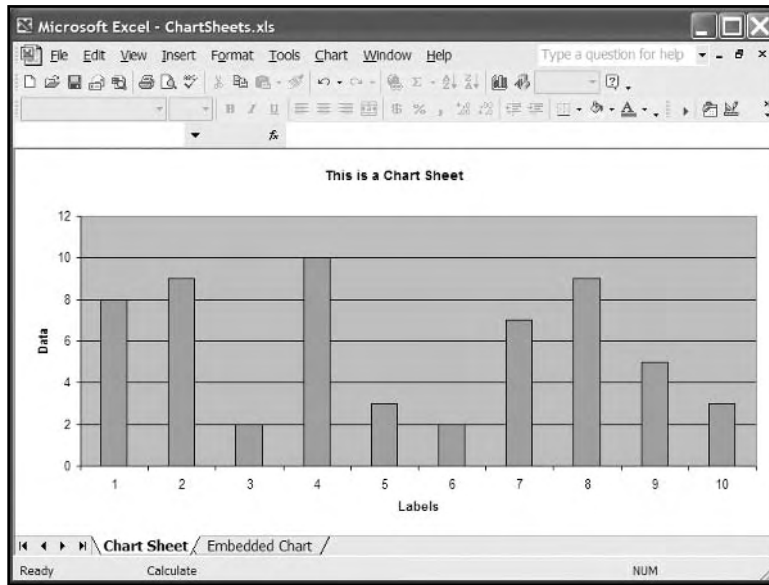 Microsoft Excel - ChartSheets.xls
File Edit View Insert Format Tools Chart Window Help Type a question for help
B I U $ % , A
fx
This is a Chart Sheet
12
10
8
6
4
2
0
Data
1 2 3 4 5 6 7 8 9 10
Labels
Chart Sheet Embedded Chart
Ready Calculate NUM